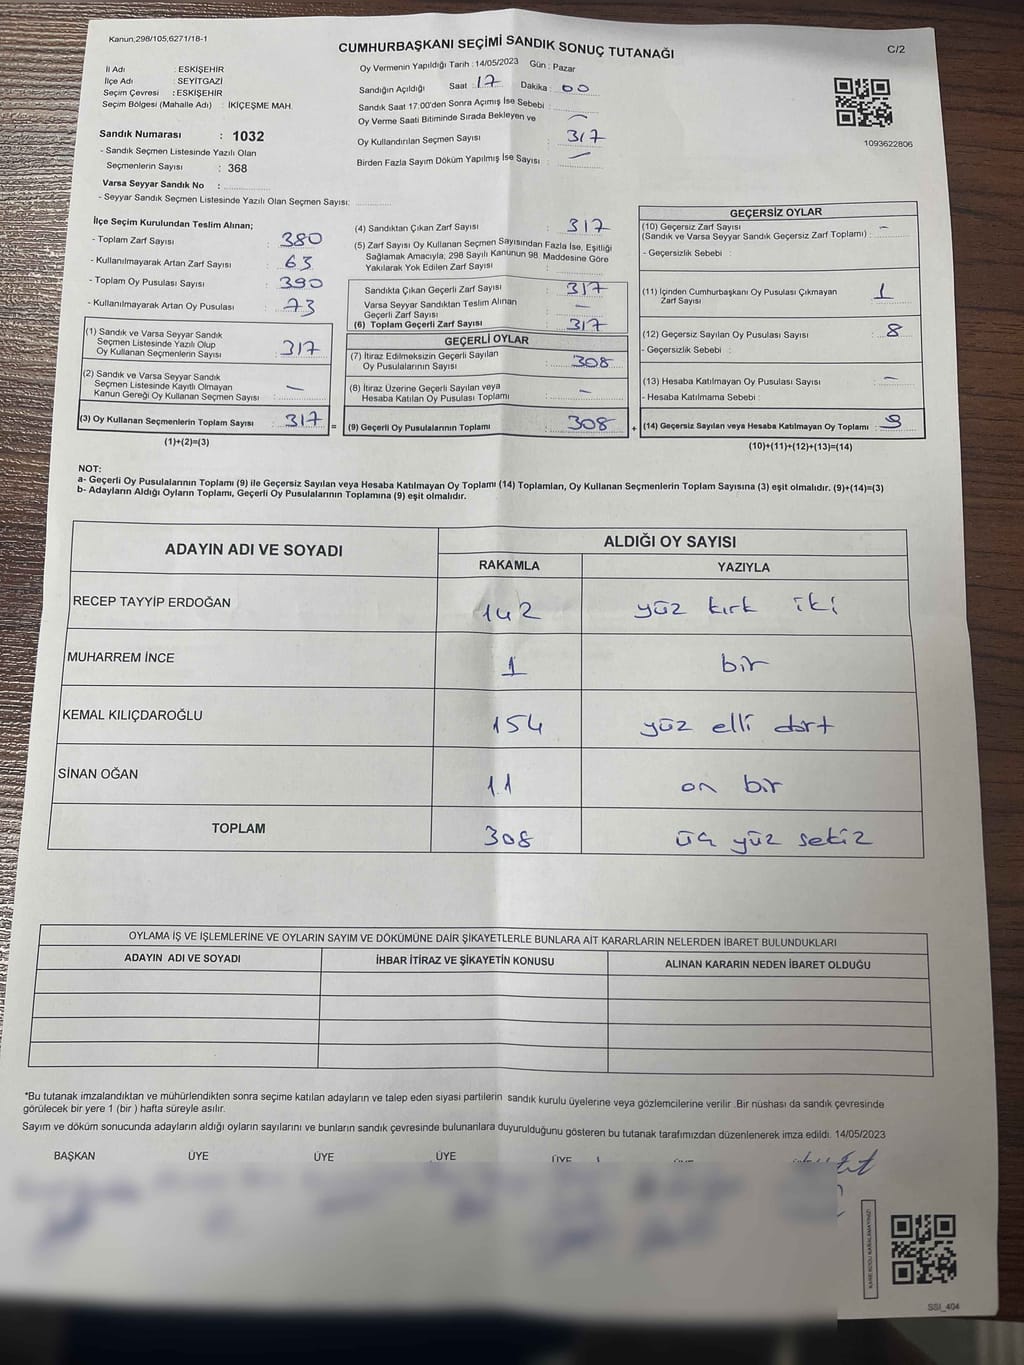 Kanun;298/105,6271/18-1
CUMHURBAŞKANI SEÇİMİ SANDIK SONUÇ TUTANAĞI
C/2
İl Adı : ESKİŞEHİR
İlçe Adı : SEYİTGAZİ
Seçim Çevresi : ESKİŞEHİR
Seçim Bölgesi (Mahalle Adı) : İKİÇEŞME MAH.
Sandık Numarası : 1032
- Sandık Seçmen Listesinde Yazılı Olan
Seçmenlerin Sayısı : 368
Varsa Seyyar Sandık No :
- Seyyar Sandık Seçmen Listesinde Yazılı Olan Seçmen Sayısı:
Oy Vermenin Yapıldığı Tarih : 14/05/2023 Gün : Pazar
Sandığın Açıldığı Saat : 17 Dakika : 00
Sandık Saat 17:00'den Sonra Açılmış İse Sebebi :
Oy Verme Saati Bitiminde Sırada Bekleyen ve
Oy Kullandırılan Seçmen Sayısı : 317
Birden Fazla Sayım Döküm Yapılmış İse Sayısı : —
1093622806
İlçe Seçim Kurulundan Teslim Alınan;
- Toplam Zarf Sayısı : 380
- Kullanılmayarak Artan Zarf Sayısı : 63
- Toplam Oy Pusulası Sayısı : 390
- Kullanılmayarak Artan Oy Pusulası : 73
(1) Sandık ve Varsa Seyyar Sandık
Seçmen Listesinde Yazılı Olup
Oy Kullanan Seçmenlerin Sayısı : 317
(2) Sandık ve Varsa Seyyar Sandık
Seçmen Listesinde Kayıtlı Olmayan
Kanun Gereği Oy Kullanan Seçmen Sayısı : —
(3) Oy Kullanan Seçmenlerin Toplam Sayısı : 317 =
(1)+(2)=(3)
(4) Sandıktan Çıkan Zarf Sayısı : 317
(5) Zarf Sayısı Oy Kullanan Seçmen Sayısından Fazla İse, Eşitliği
Sağlamak Amacıyla; 298 Sayılı Kanunun 98. Maddesine Göre
Yakılarak Yok Edilen Zarf Sayısı :
Sandıkta Çıkan Geçerli Zarf Sayısı : 317
Varsa Seyyar Sandıktan Teslim Alınan
Geçerli Zarf Sayısı : —
(6) Toplam Geçerli Zarf Sayısı : 317
GEÇERLİ OYLAR
(7) İtiraz Edilmeksizin Geçerli Sayılan
Oy Pusulalarının Sayısı : 308
(8) İtiraz Üzerine Geçerli Sayılan veya
Hesaba Katılan Oy Pusulası Toplamı : —
(9) Geçerli Oy Pusulalarının Toplamı : 308 +
GEÇERSİZ OYLAR
(10) Geçersiz Zarf Sayısı
(Sandık ve Varsa Seyyar Sandık Geçersiz Zarf Toplamı) : —
- Geçersizlik Sebebi :
(11) İçinden Cumhurbaşkanı Oy Pusulası Çıkmayan
Zarf Sayısı : 1
(12) Geçersiz Sayılan Oy Pusulası Sayısı : 8
- Geçersizlik Sebebi :
(13) Hesaba Katılmayan Oy Pusulası Sayısı : —
- Hesaba Katılmama Sebebi :
(14) Geçersiz Sayılan veya Hesaba Katılmayan Oy Toplamı : 9
(10)+(11)+(12)+(13)=(14)
NOT:
a- Geçerli Oy Pusulalarının Toplamı (9) ile Geçersiz Sayılan veya Hesaba Katılmayan Oy Toplamı (14) Toplamları, Oy Kullanan Seçmenlerin Toplam Sayısına (3) eşit olmalıdır. (9)+(14)=(3)
b- Adayların Aldığı Oyların Toplamı, Geçerli Oy Pusulalarının Toplamına (9) eşit olmalıdır.
ADAYIN ADI VE SOYADI
ALDIĞI OY SAYISI
RAKAMLA YAZIYLA
RECEP TAYYİP ERDOĞAN 142 yüz kırk iki
MUHARREM İNCE 1 bir
KEMAL KILIÇDAROĞLU 154 yüz elli dört
SİNAN OĞAN 11 on bir
TOPLAM 308 üç yüz sekiz
OYLAMA İŞ VE İŞLEMLERİNE VE OYLARIN SAYIM VE DÖKÜMÜNE DAİR ŞİKAYETLERLE BUNLARA AİT KARARLARIN NELERDEN İBARET BULUNDUKLARI
ADAYIN ADI VE SOYADI İHBAR İTİRAZ VE ŞİKAYETİN KONUSU ALINAN KARARIN NEDEN İBARET OLDUĞU
*Bu tutanak imzalandıktan ve mühürlendikten sonra seçime katılan adayların ve talep eden siyasi partilerin sandık kurulu üyelerine veya gözlemcilerine verilir .Bir nüshası da sandık çevresinde
görülecek bir yere 1 (bir ) hafta süreyle asılır.
Sayım ve döküm sonucunda adayların aldığı oyların sayılarını ve bunların sandık çevresinde bulunanlara duyurulduğunu gösteren bu tutanak tarafımızdan düzenlenerek imza edildi. 14/05/2023
BAŞKAN ÜYE ÜYE ÜYE ÜYE
SSI_404